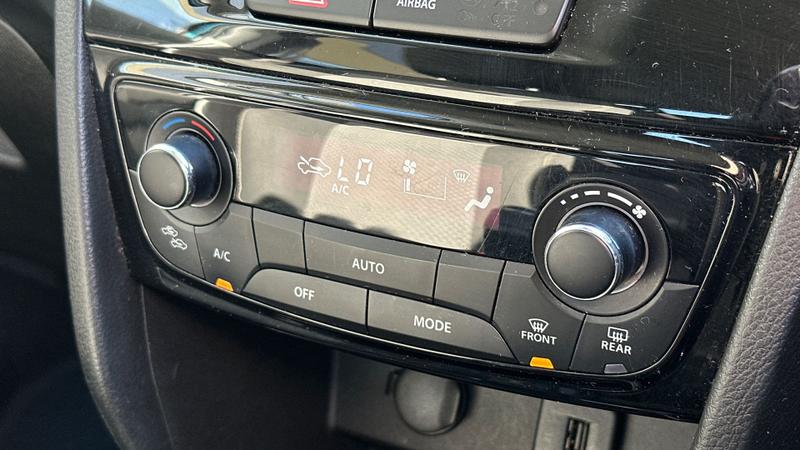 AIRBAG
LO
A/C
A/C
AUTO
OFF
MODE
FRONT
REAR